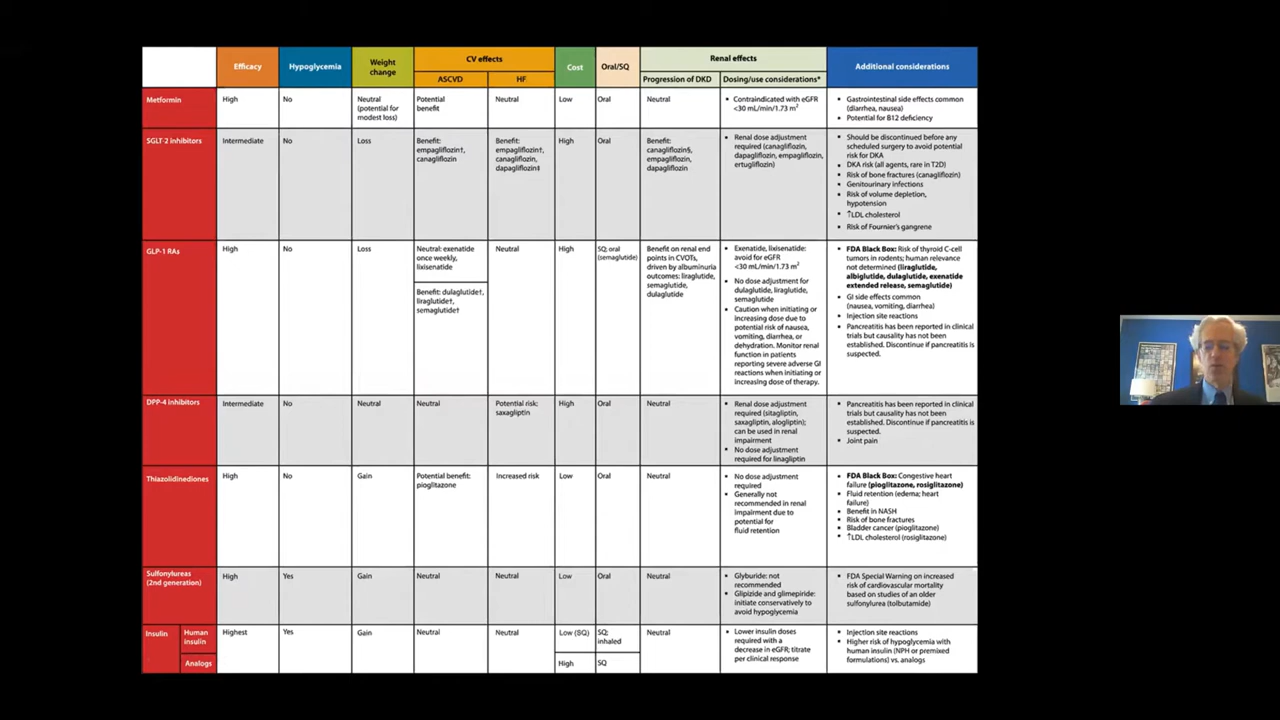 Efficacy
Hypoglycemia
Weight
change
CV effects
ASCVD
HF
Cost
Oral/SQ
Renal effects
Progression of DKD
Dosing/use considerations*
Additional considerations
Metformin
High
No
Neutral
(potential for
modest loss)
Potential
benefit
Neutral
Low
Oral
Neutral
• Contraindicated with eGFR
<30 mL/min/1.73 m²
• Gastrointestinal side effects common
(diarrhea, nausea)
• Potential for B12 deficiency
SGLT-2 inhibitors
Intermediate
No
Loss
Benefit:
empagliflozin†,
canagliflozin
Benefit:
empagliflozin†,
canagliflozin,
dapagliflozin‡
High
Oral
Benefit:
canagliflozin§,
empagliflozin,
dapagliflozin
• Renal dose adjustment
required (canagliflozin,
dapagliflozin, empagliflozin,
ertugliflozin)
• Should be discontinued before any
scheduled surgery to avoid potential
risk for DKA
• DKA risk (all agents, rare in T2D)
• Risk of bone fractures (canagliflozin)
• Genitourinary infections
• Risk of volume depletion,
hypotension
• ↑LDL cholesterol
• Risk of Fournier's gangrene
GLP-1 RAs
High
No
Loss
Neutral: exenatide
once weekly,
lixisenatide
Benefit: dulaglutide†,
liraglutide†,
semaglutide†
Neutral
High
SQ; oral
(semaglutide)
Benefit on renal end
points in CVOTs,
driven by albuminuria
outcomes: liraglutide,
semaglutide,
dulaglutide
• Exenatide, lixisenatide:
avoid for eGFR
<30 mL/min/1.73 m²
• No dose adjustment for
dulaglutide, liraglutide,
semaglutide
• Caution when initiating or
increasing dose due to
potential risk of nausea,
vomiting, diarrhea, or
dehydration. Monitor renal
function in patients
reporting severe adverse GI
reactions when initiating or
increasing dose of therapy.
• FDA Black Box: Risk of thyroid C-cell
tumors in rodents; human relevance
not determined (liraglutide,
albiglutide, dulaglutide, exenatide
extended release, semaglutide)
• GI side effects common
(nausea, vomiting, diarrhea)
• Injection site reactions
• Pancreatitis has been reported in clinical
trials but causality has not been
established. Discontinue if pancreatitis is
suspected.
DPP-4 inhibitors
Intermediate
No
Neutral
Neutral
Potential risk:
saxagliptin
High
Oral
Neutral
• Renal dose adjustment
required (sitagliptin,
saxagliptin, alogliptin);
can be used in renal
impairment
• No dose adjustment
required for linagliptin
• Pancreatitis has been reported in clinical
trials but causality has not been
established. Discontinue if pancreatitis is
suspected.
• Joint pain
Thiazolidinediones
High
No
Gain
Potential benefit:
pioglitazone
Increased risk
Low
Oral
Neutral
• No dose adjustment
required
• Generally not
recommended in renal
impairment due to
potential for
fluid retention
• FDA Black Box: Congestive heart
failure (pioglitazone, rosiglitazone)
• Fluid retention (edema; heart
failure)
• Benefit in NASH
• Risk of bone fractures
• Bladder cancer (pioglitazone)
• ↑LDL cholesterol (rosiglitazone)
Sulfonylureas
(2nd generation)
High
Yes
Gain
Neutral
Neutral
Low
Oral
Neutral
• Glyburide: not
recommended
• Glipizide and glimepiride:
initiate conservatively to
avoid hypoglycemia
• FDA Special Warning on increased
risk of cardiovascular mortality
based on studies of an older
sulfonylurea (tolbutamide)
Insulin
Human
insulin
Analogs
Highest
Yes
Gain
Neutral
Neutral
Low (SQ)
High
SQ;
inhaled
SQ
Neutral
• Lower insulin doses
required with a
decrease in eGFR; titrate
per clinical response
• Injection site reactions
• Higher risk of hypoglycemia with
human insulin (NPH or premixed
formulations) vs. analogs